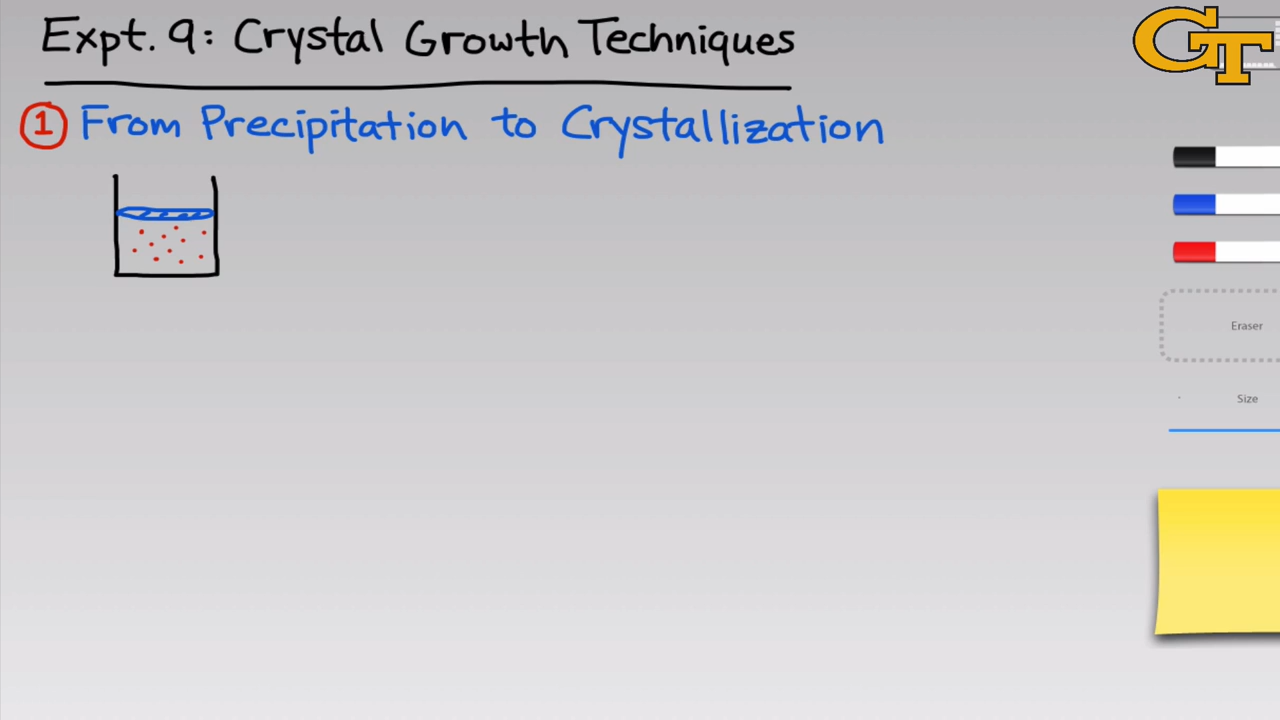 Expt. 9: Crystal Growth Techniques
GT
1 From Precipitation to Crystallization
Eraser
Size